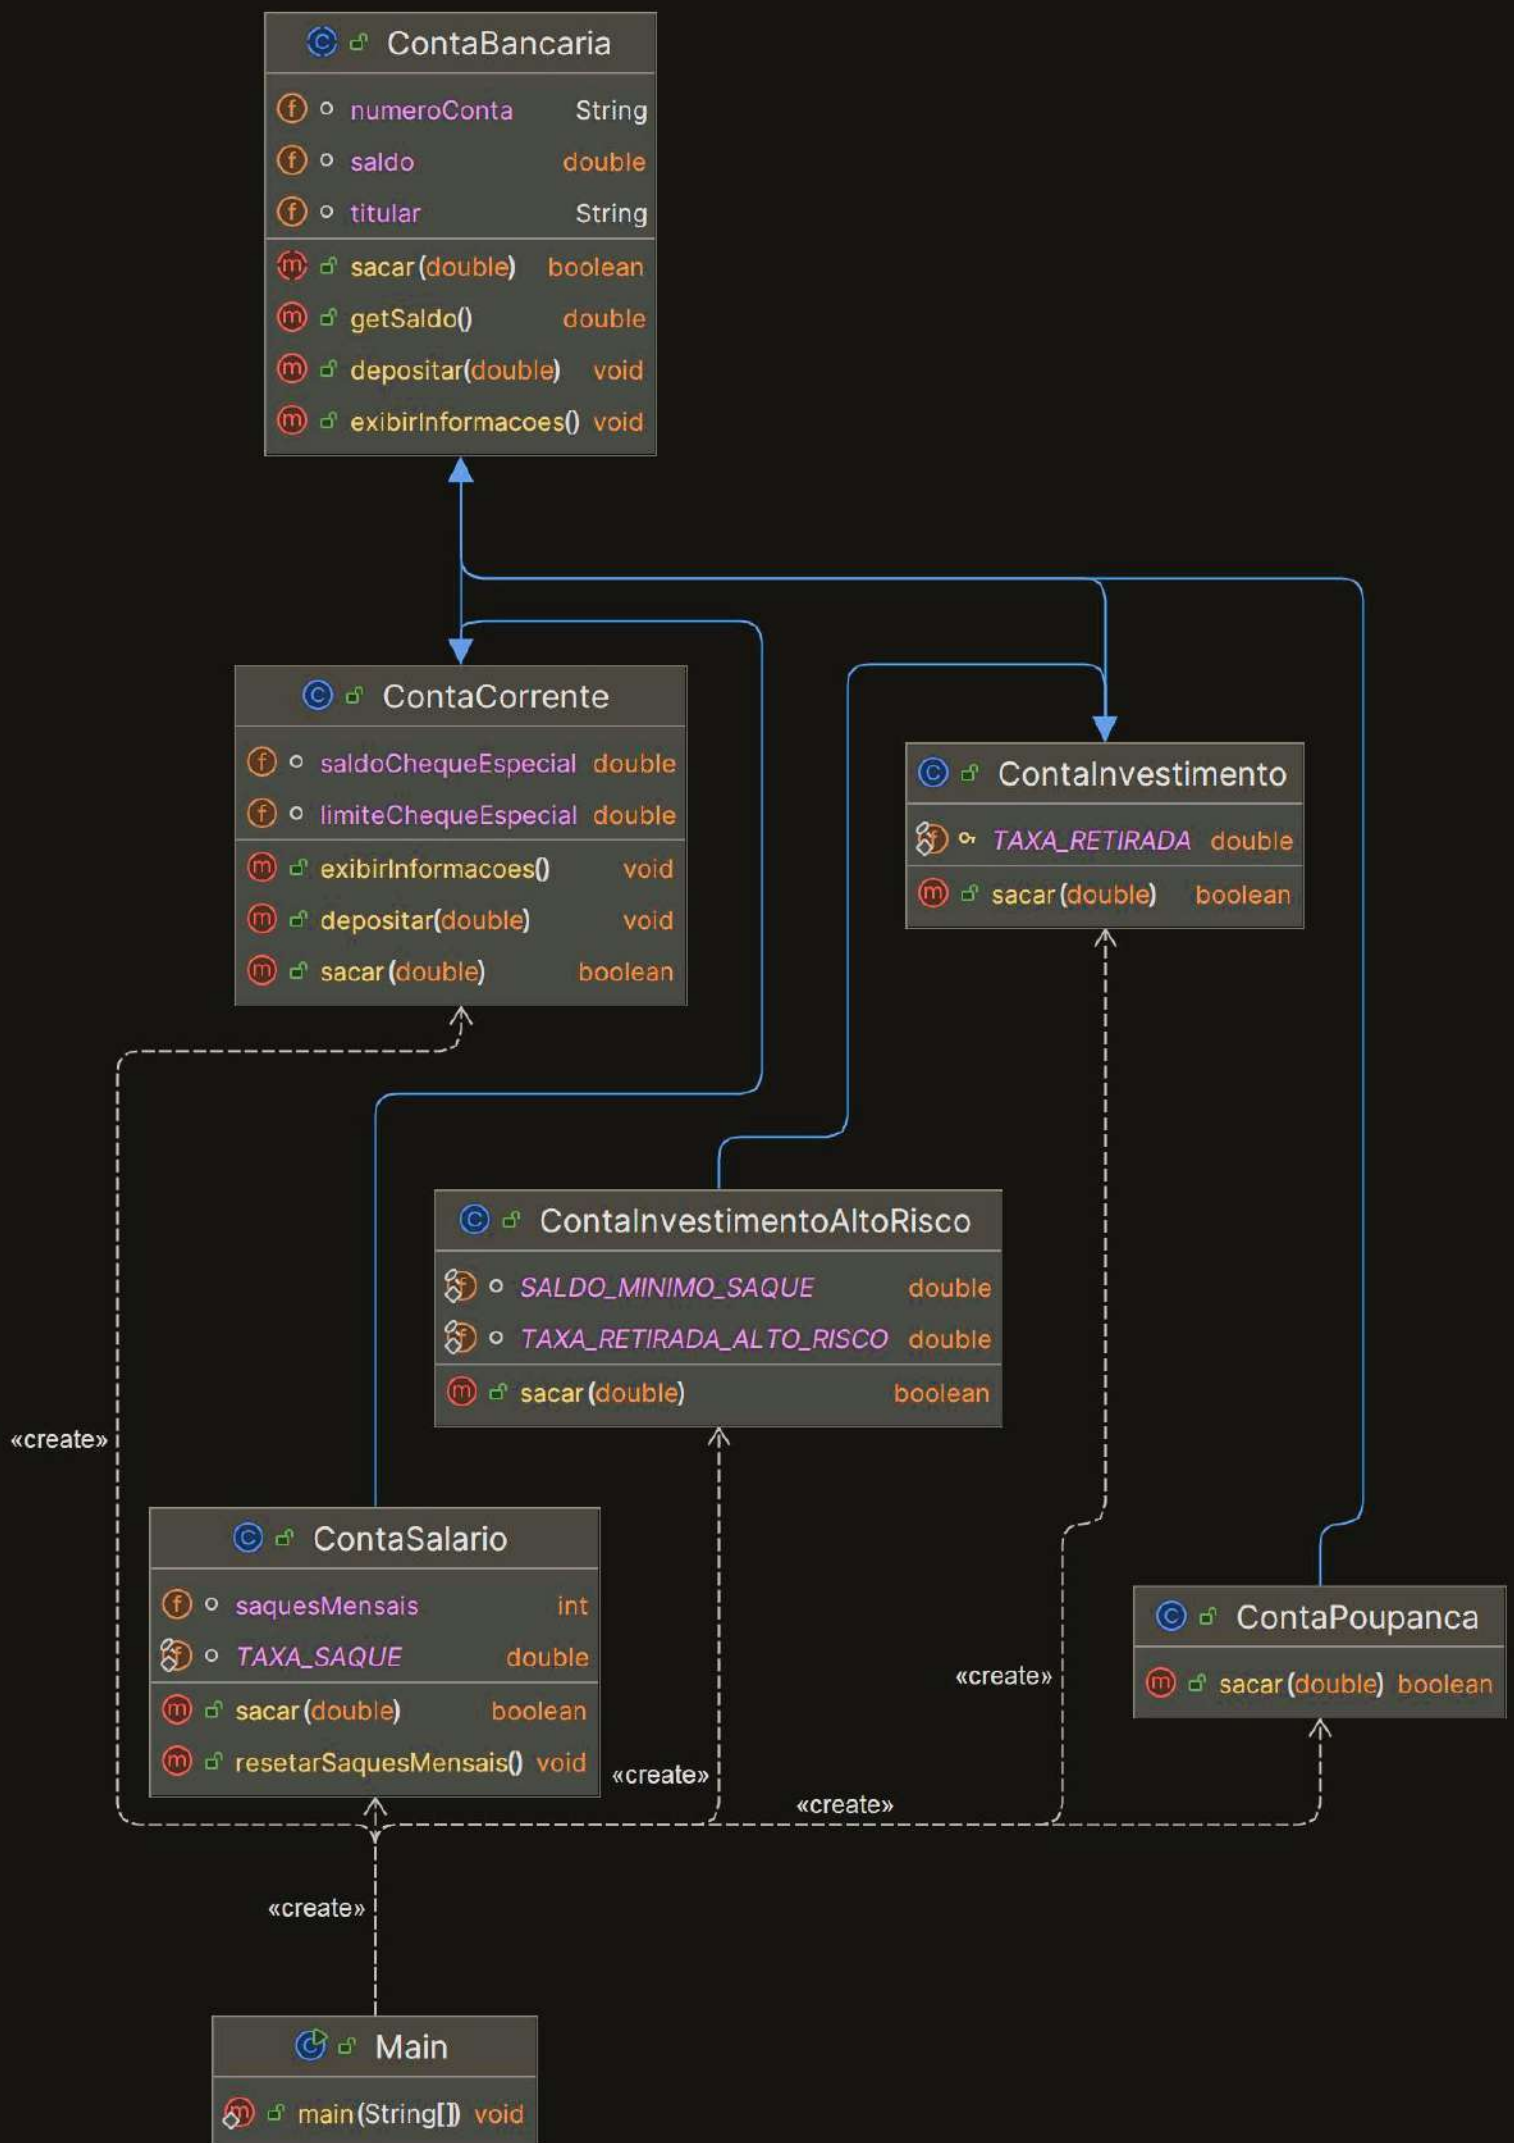 ContaBancaria
numeroConta String
saldo double
titular String
sacar(double) boolean
getSaldo() double
depositar(double) void
exibirInformacoes() void
ContaCorrente
saldoChequeEspecial double
limiteChequeEspecial double
exibirInformacoes() void
depositar(double) void
sacar(double) boolean
ContaInvestimento
TAXA_RETIRADA double
sacar(double) boolean
ContaInvestimentoAltoRisco
SALDO_MINIMO_SAQUE double
TAXA_RETIRADA_ALTO_RISCO double
sacar(double) boolean
«create»
ContaSalario
saquesMensais int
TAXA_SAQUE double
sacar(double) boolean
resetarSaquesMensais() void
ContaPoupanca
sacar(double) boolean
«create»
«create»
«create»
«create»
Main
main(String[]) void